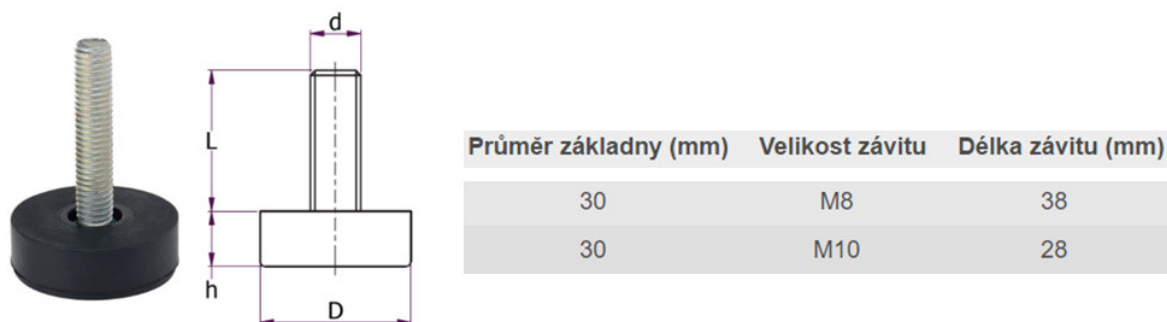 d
L
h
D
Průměr základny (mm) Velikost závitu Délka závitu (mm)
30 M8 38
30 M10 28